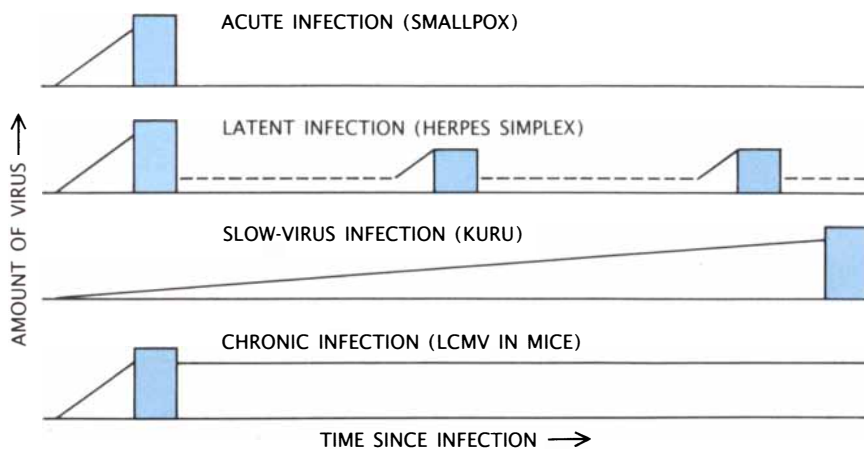 ACUTE INFECTION (SMALLPOX)
LATENT INFECTION (HERPES SIMPLEX)
SLOW-VIRUS INFECTION (KURU)
CHRONIC INFECTION (LCMV IN MICE)
AMOUNT OF VIRUS →
TIME SINCE INFECTION →